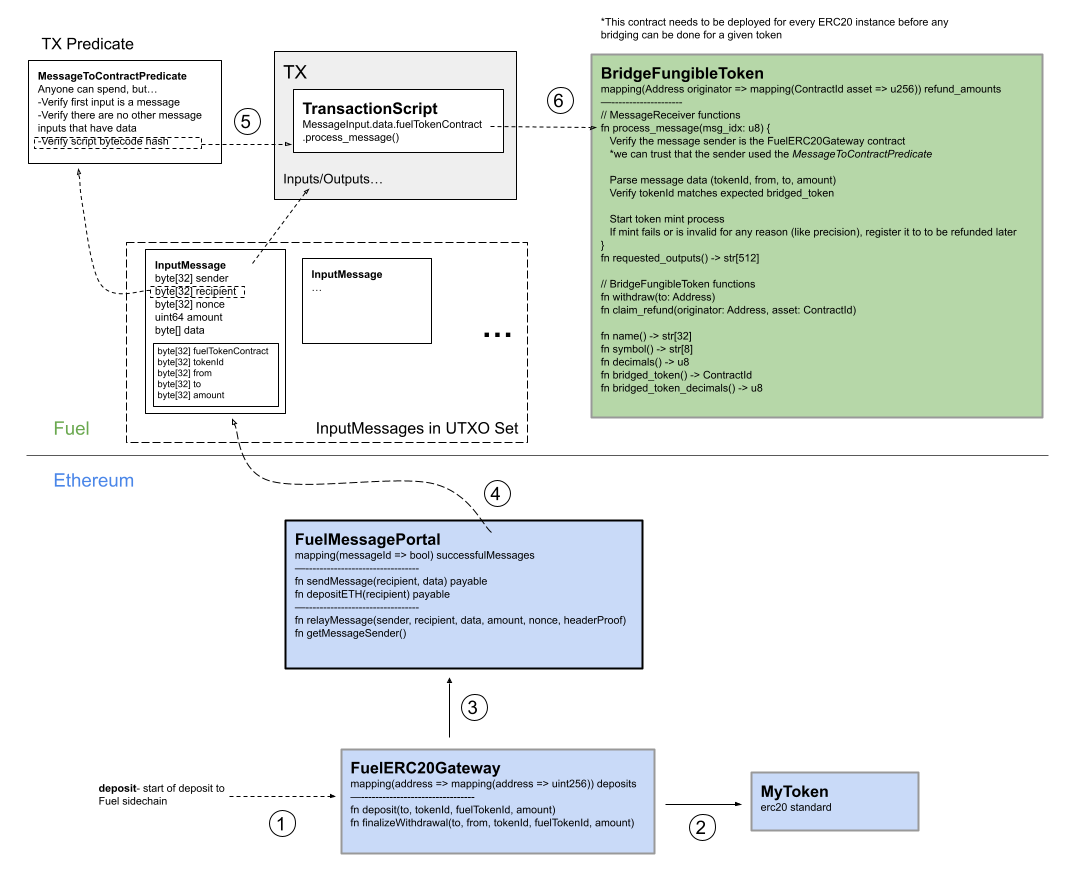 *This contract needs to be deployed for every ERC20 instance before any
bridging can be done for a given token
TX Predicate
MessageToContractPredicate
Anyone can spend, but…
-Verify first input is a message
-Verify there are no other message
inputs that have data
-Verify script bytecode hash
5
TX
TransactionScript
MessageInput.data.fuelTokenContract
.process_message()
Inputs/Outputs…
6
BridgeFungibleToken
mapping(Address originator => mapping(ContractId asset => u256)) refund_amounts
—--------------------
// MessageReceiver functions
fn process_message(msg_idx: u8) {
Verify the message sender is the FuelERC20Gateway contract
*we can trust that the sender used the MessageToContractPredicate
Parse message data (tokenId, from, to, amount)
Verify tokenId matches expected bridged_token
Start token mint process
If mint fails or is invalid for any reason (like precision), register it to to be refunded later
}
fn requested_outputs() -> str[512]
// BridgeFungibleToken functions
fn withdraw(to: Address)
fn claim_refund(originator: Address, asset: ContractId)
fn name() -> str[32]
fn symbol() -> str[8]
fn decimals() -> u8
fn bridged_token() -> ContractId
fn bridged_token_decimals() -> u8
InputMessage
byte[32] sender
byte[32] recipient
byte[32] nonce
uint64 amount
byte[] data
byte[32] fuelTokenContract
byte[32] tokenId
byte[32] from
byte[32] to
byte[32] amount
InputMessage
…
…
InputMessages in UTXO Set
Fuel
Ethereum
4
FuelMessagePortal
mapping(messageId => bool) successfulMessages
—----------------------------------
fn sendMessage(recipient, data) payable
fn depositETH(recipient) payable
—----------------------------------
fn relayMessage(sender, recipient, data, amount, nonce, headerProof)
fn getMessageSender()
3
deposit- start of deposit to
Fuel sidechain
1
FuelERC20Gateway
mapping(address => mapping(address => uint256)) deposits
—----------------------------------
fn deposit(to, tokenId, fuelTokenId, amount)
fn finalizeWithdrawal(to, from, tokenId, fuelTokenId, amount)
2
MyToken
erc20 standard